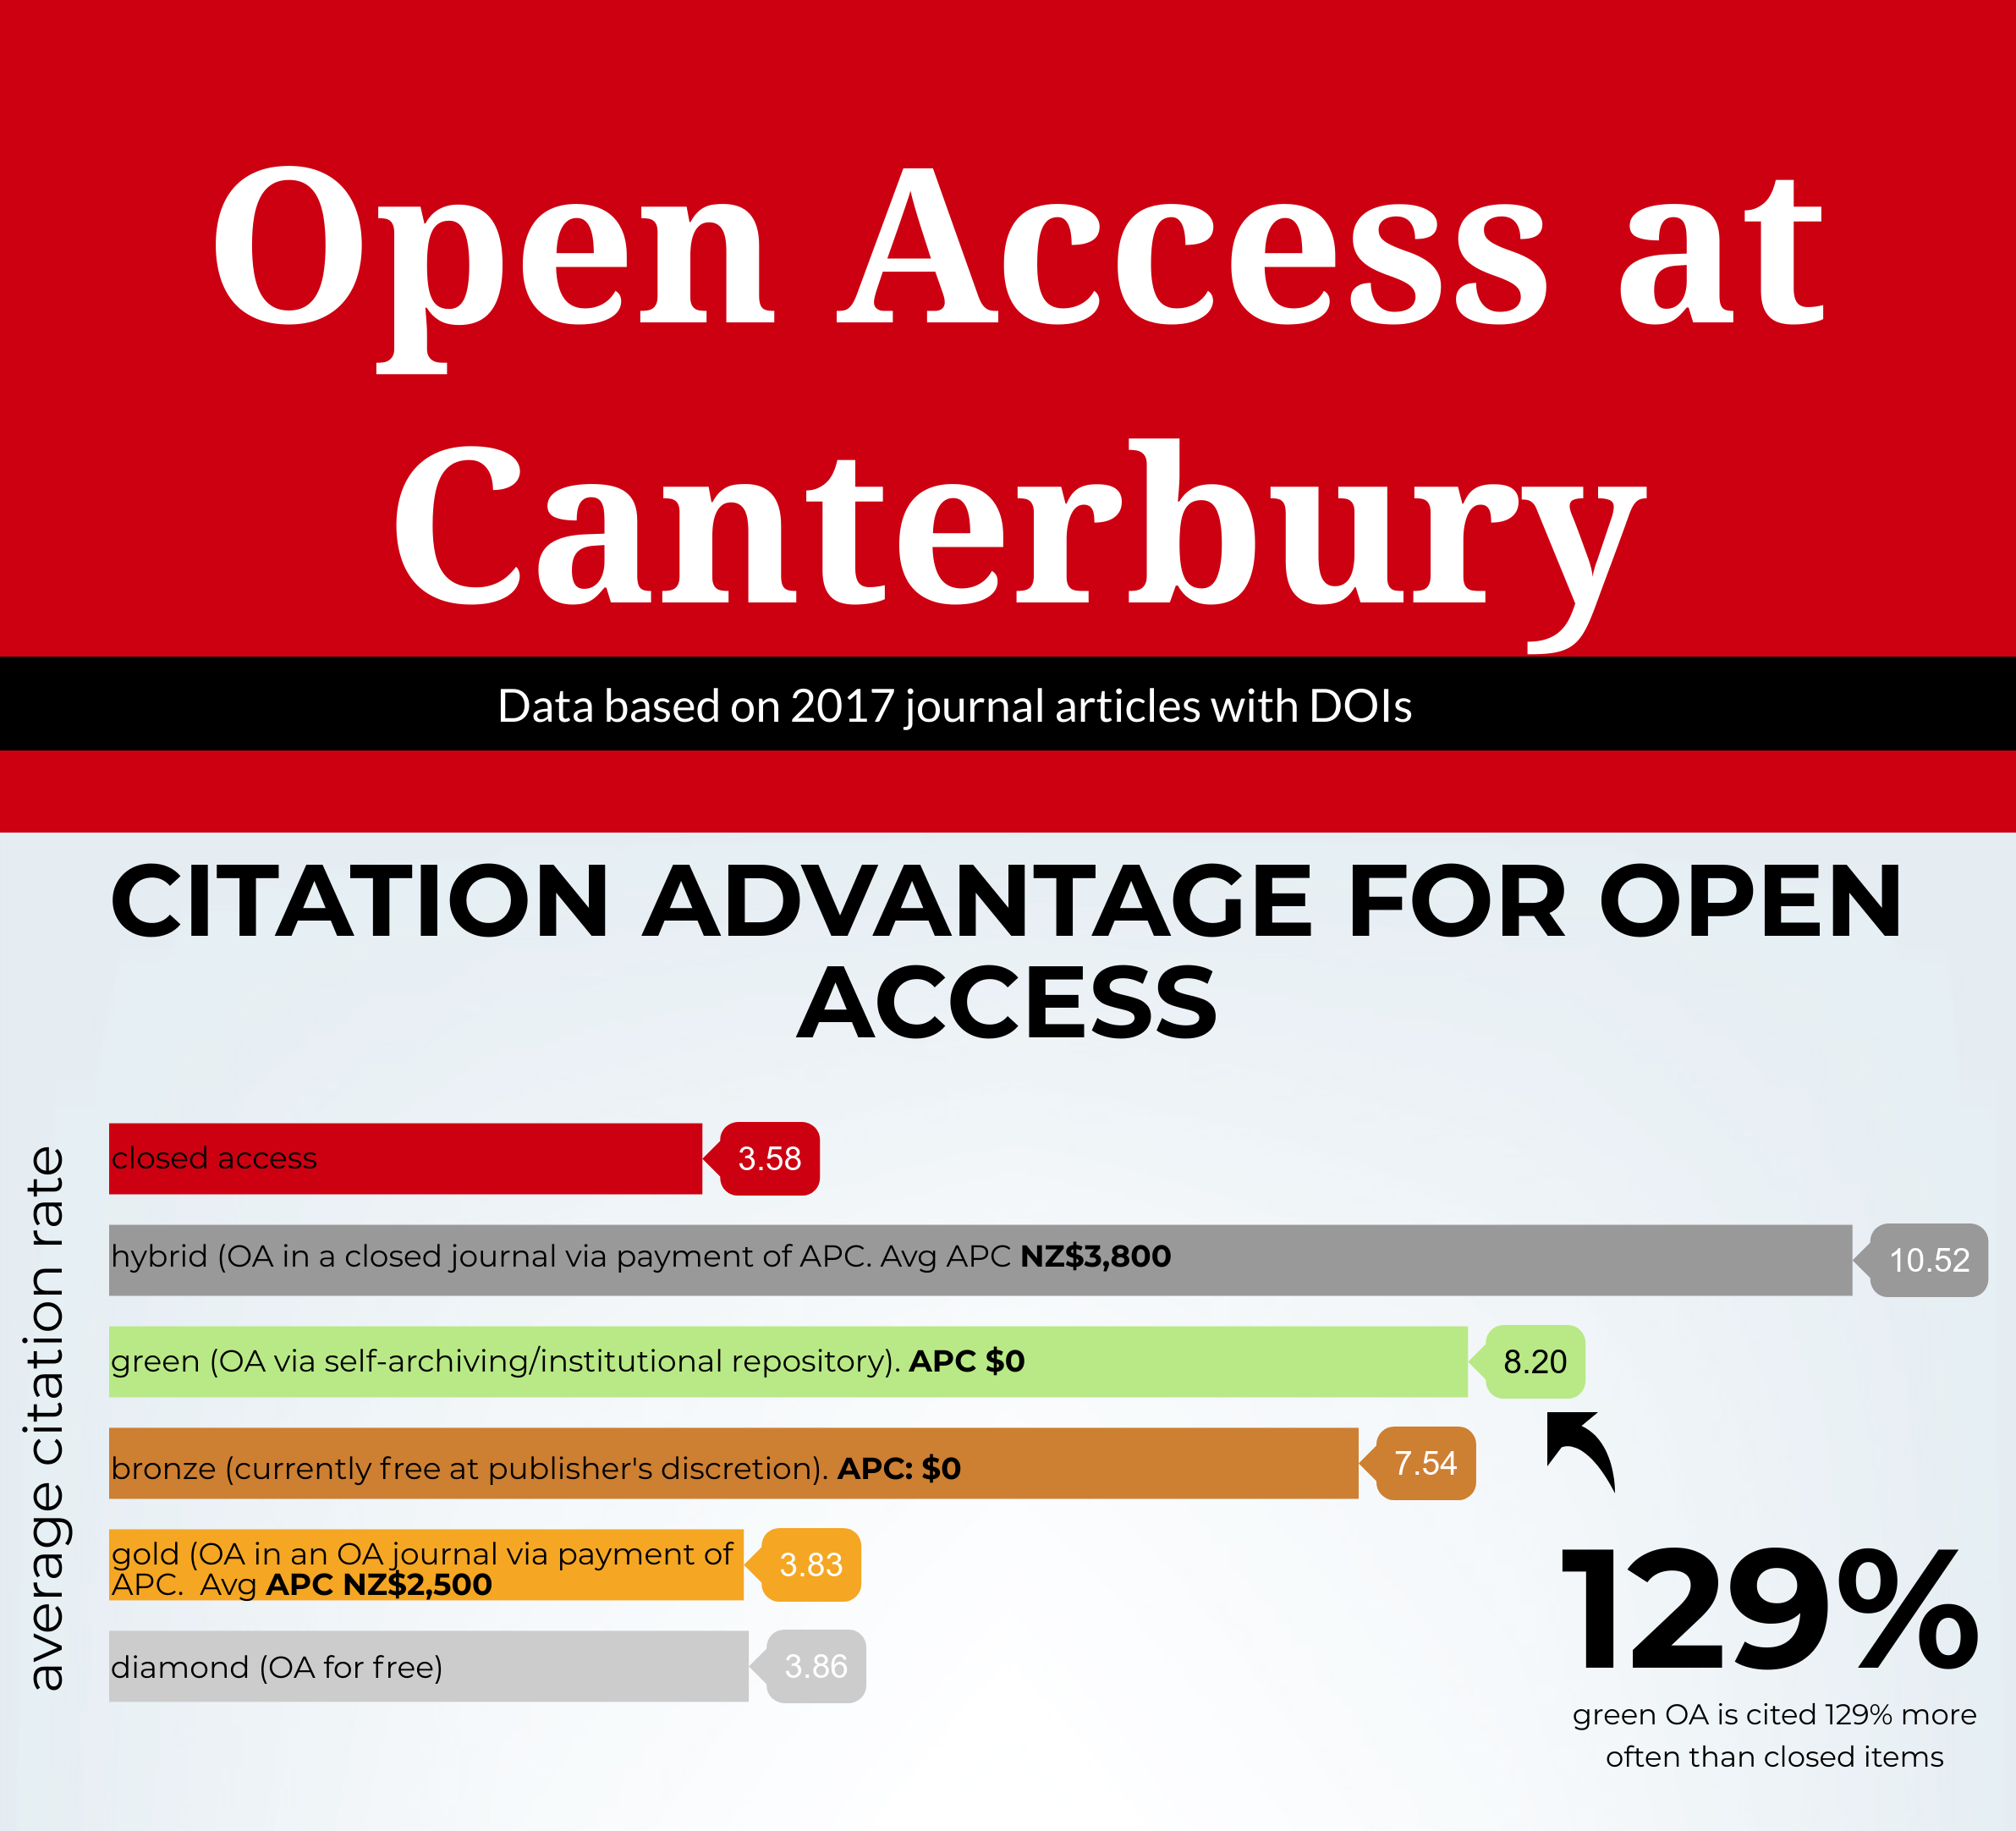 Open Access at
Canterbury
Data based on 2017 journal articles with DOIs
CITATION ADVANTAGE FOR OPEN
ACCESS
average citation rate
closed access
3.58
hybrid (OA in a closed journal via payment of APC. Avg APC NZ$3,800
10.52
green (OA via self-archiving/institutional repository). APC $0
8.20
bronze (currently free at publisher's discretion). APC: $0
7.54
gold (OA in an OA journal via payment of
APC.  Avg APC NZ$2,500
3.83
diamond (OA for free)
3.86
129%
green OA is cited 129% more
often than closed items